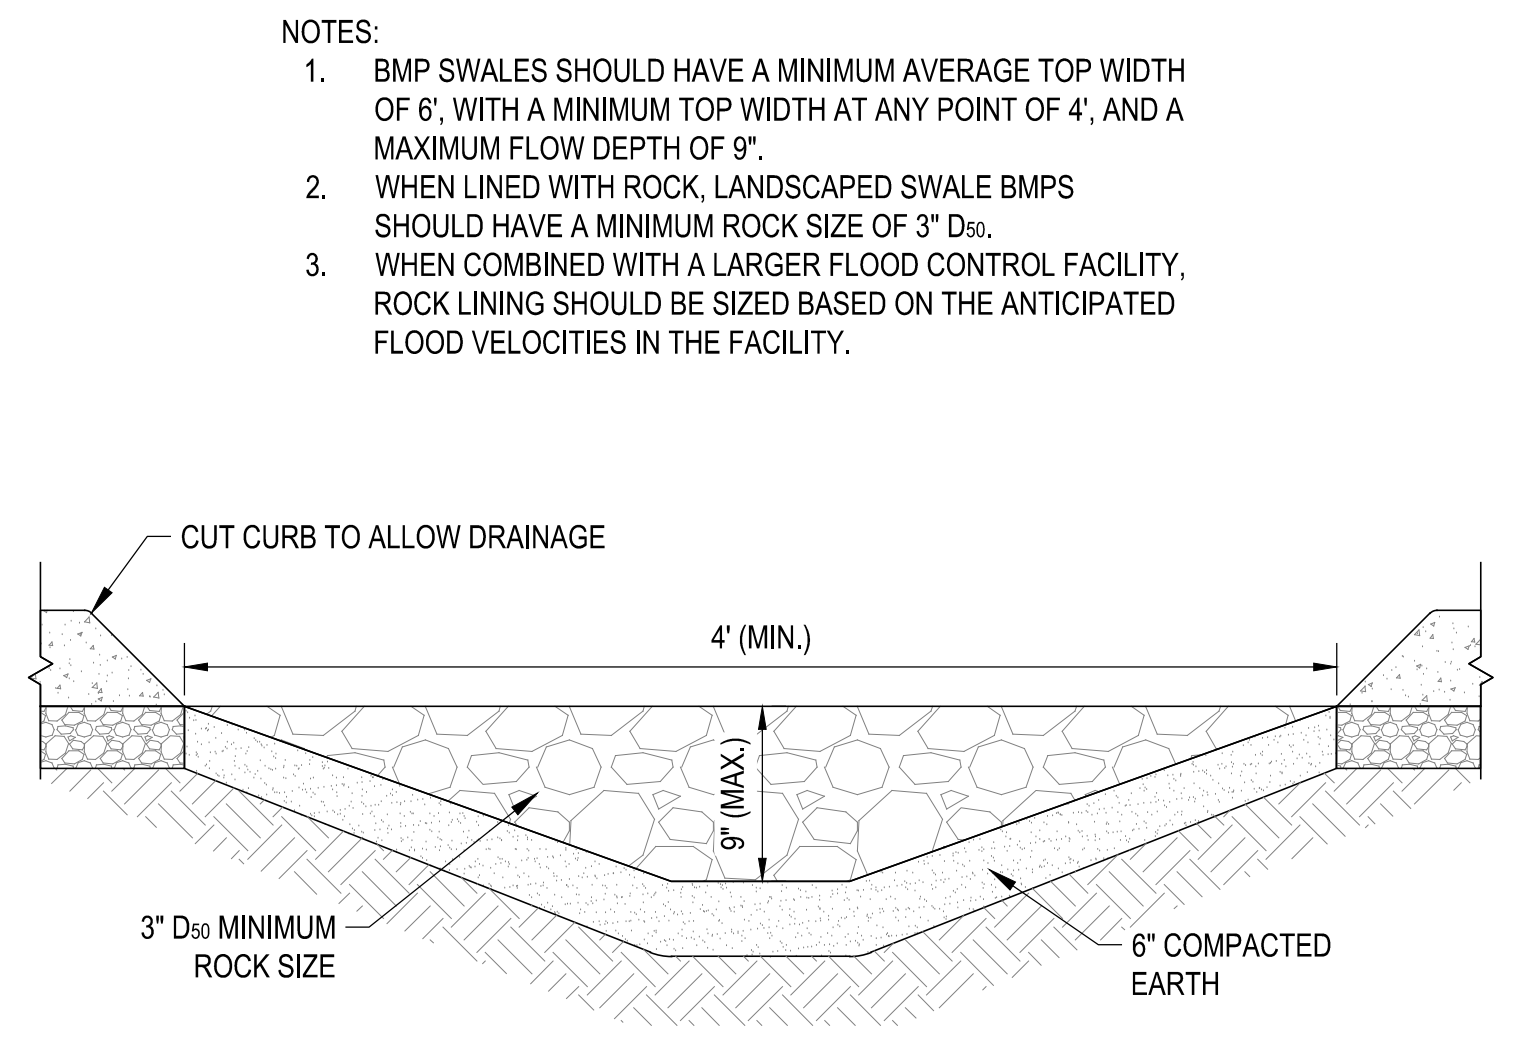 NOTES:
1. BMP SWALES SHOULD HAVE A MINIMUM AVERAGE TOP WIDTH
OF 6', WITH A MINIMUM TOP WIDTH AT ANY POINT OF 4', AND A
MAXIMUM FLOW DEPTH OF 9".
2. WHEN LINED WITH ROCK, LANDSCAPED SWALE BMPS
SHOULD HAVE A MINIMUM ROCK SIZE OF 3" D50.
3. WHEN COMBINED WITH A LARGER FLOOD CONTROL FACILITY,
ROCK LINING SHOULD BE SIZED BASED ON THE ANTICIPATED
FLOOD VELOCITIES IN THE FACILITY.
CUT CURB TO ALLOW DRAINAGE
4' (MIN.)
9" (MAX.)
3" D50 MINIMUM
ROCK SIZE
6" COMPACTED
EARTH